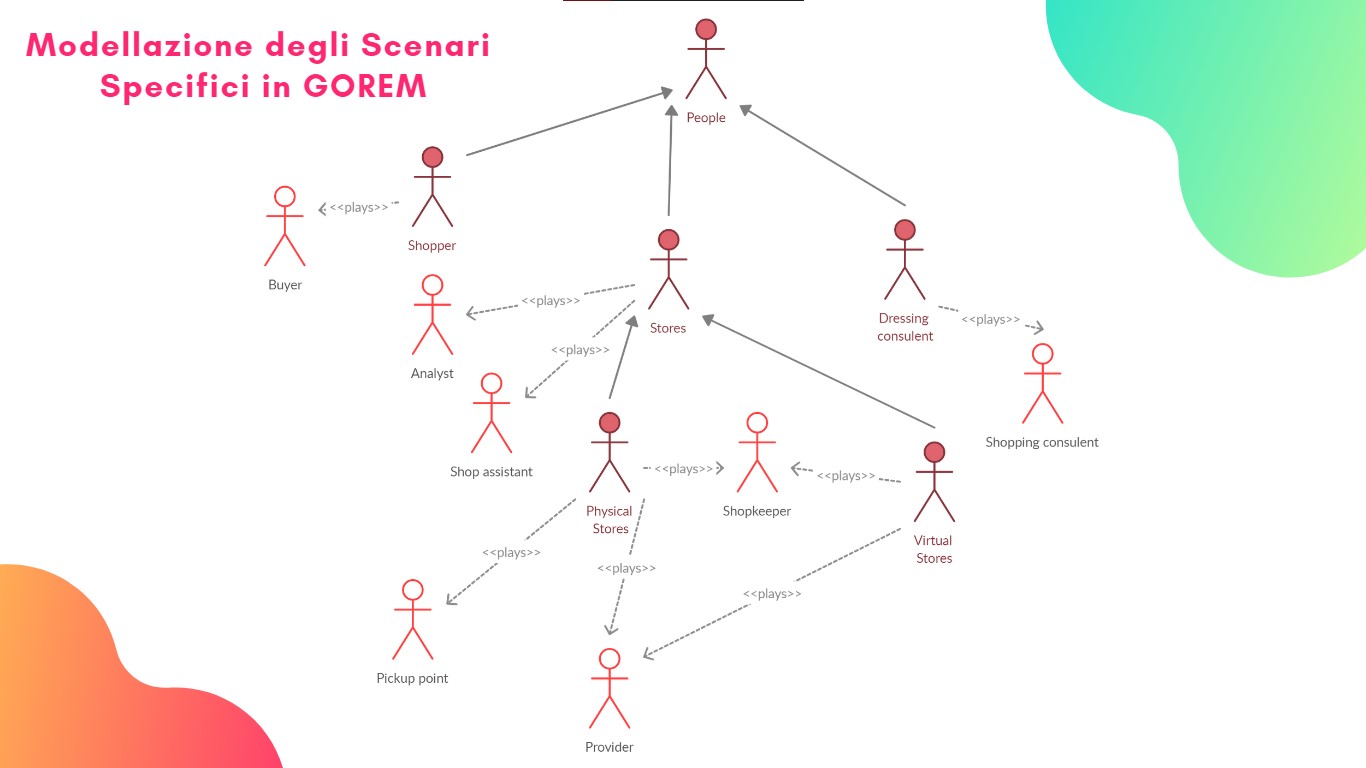 Modellazione degli Scenari
Specifici in GOREM
People
Shopper
<<plays>>
Buyer
Stores
<<plays>>
Analyst
<<plays>>
Shop assistant
Dressing
consulent
<<plays>>
Shopping consulent
Physical
Stores
<<plays>>
Shopkeeper
<<plays>>
Virtual
Stores
<<plays>>
<<plays>>
<<plays>>
Pickup point
Provider